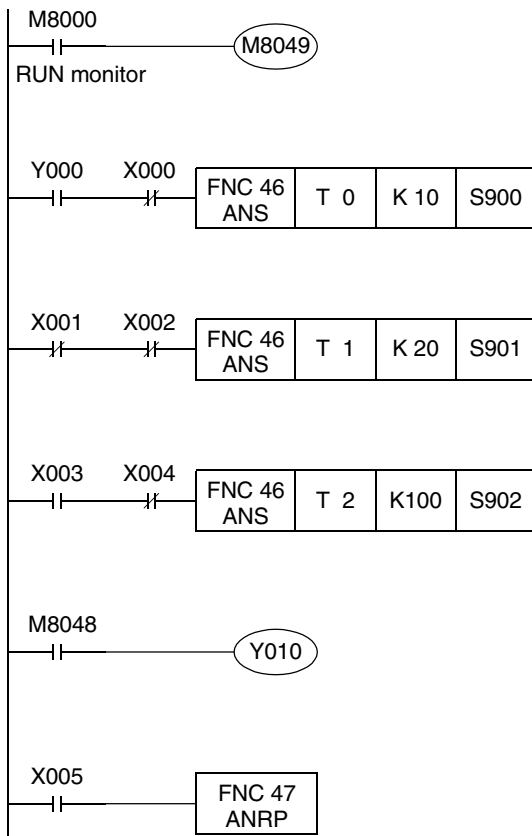 M8000
M8049
RUN monitor
Y000 X000
FNC 46
ANS
T 0
K 10
S900
X001 X002
FNC 46
ANS
T 1
K 20
S901
X003 X004
FNC 46
ANS
T 2
K100
S902
M8048
Y010
X005
FNC 47
ANRP